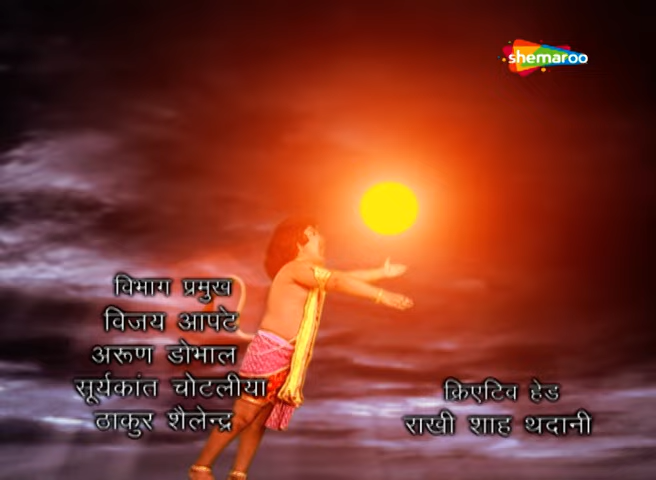 shemaroo
विभाग प्रमुख
विजय आपटे
अरूण डोभाल
सूर्यकांत चोटलीया
ठाकुर शैलेन्द्र
क्रिएटिव हेड
राखी शाह थदानी